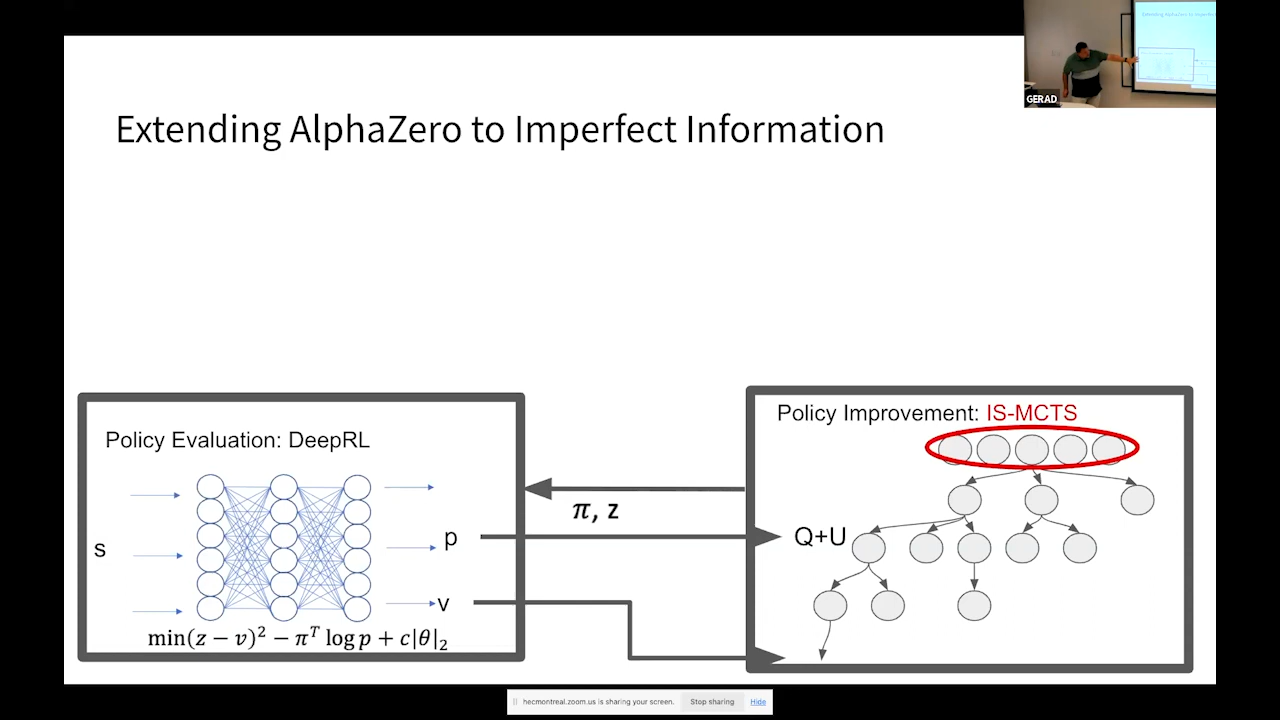 GERAD
Extending AlphaZero to Imperfect Information
Policy Evaluation: DeepRL
s
p
v
min(z − v)² − πᵀ log p + c|θ|₂
π, z
Policy Improvement: IS-MCTS
Q+U
hecmontreal.zoom.us is sharing your screen.
Stop sharing
Hide